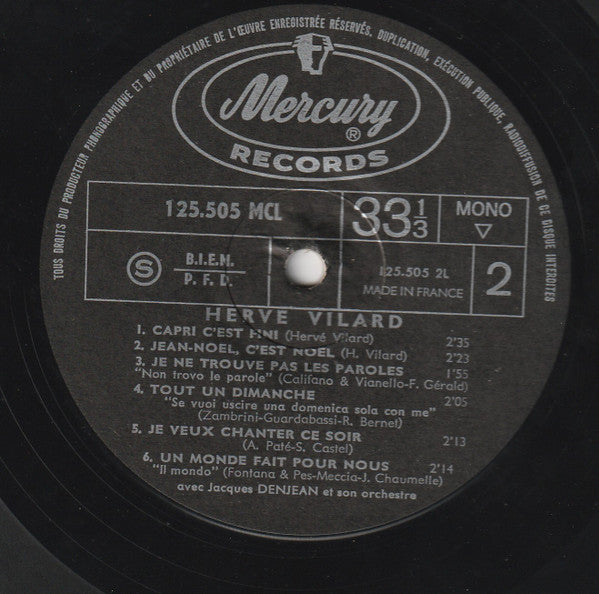 TOUS DROITS DU PRODUCTEUR PHONOGRAPHIQUE ET DU PROPRIÉTAIRE DE L'ŒUVRE ENREGISTRÉE RÉSERVÉS. DUPLICATION, EXÉCUTION PUBLIQUE, RADIODIFFUSION DE CE DISQUE INTERDITES
Mercury ®
RECORDS
125.505 MCL
33⅓
MONO ▽
S
B.I.E.M.
P. F. D.
125.505 2L
MADE IN FRANCE
2
HERVE VILARD
1. CAPRI C'EST FINI (Hervé Vilard) 2'35
2. JEAN-NOEL, C'EST NOËL (H. Vilard) 2'23
3. JE NE TROUVE PAS LES PAROLES 1'55
"Non trovo le parole" (Califano & Vianello-F. Gérald)
4. TOUT UN DIMANCHE 2'05
"Se vuoi uscire una domenica sola con me"
(Zambrini-Guardabassi-R. Bernet)
5. JE VEUX CHANTER CE SOIR 2'13
(A. Paté-S. Castel)
6. UN MONDE FAIT POUR NOUS 2'14
"Il mondo" (Fontana & Pes-Meccia-J. Chaumelle)
avec Jacques DENJEAN et son orchestre